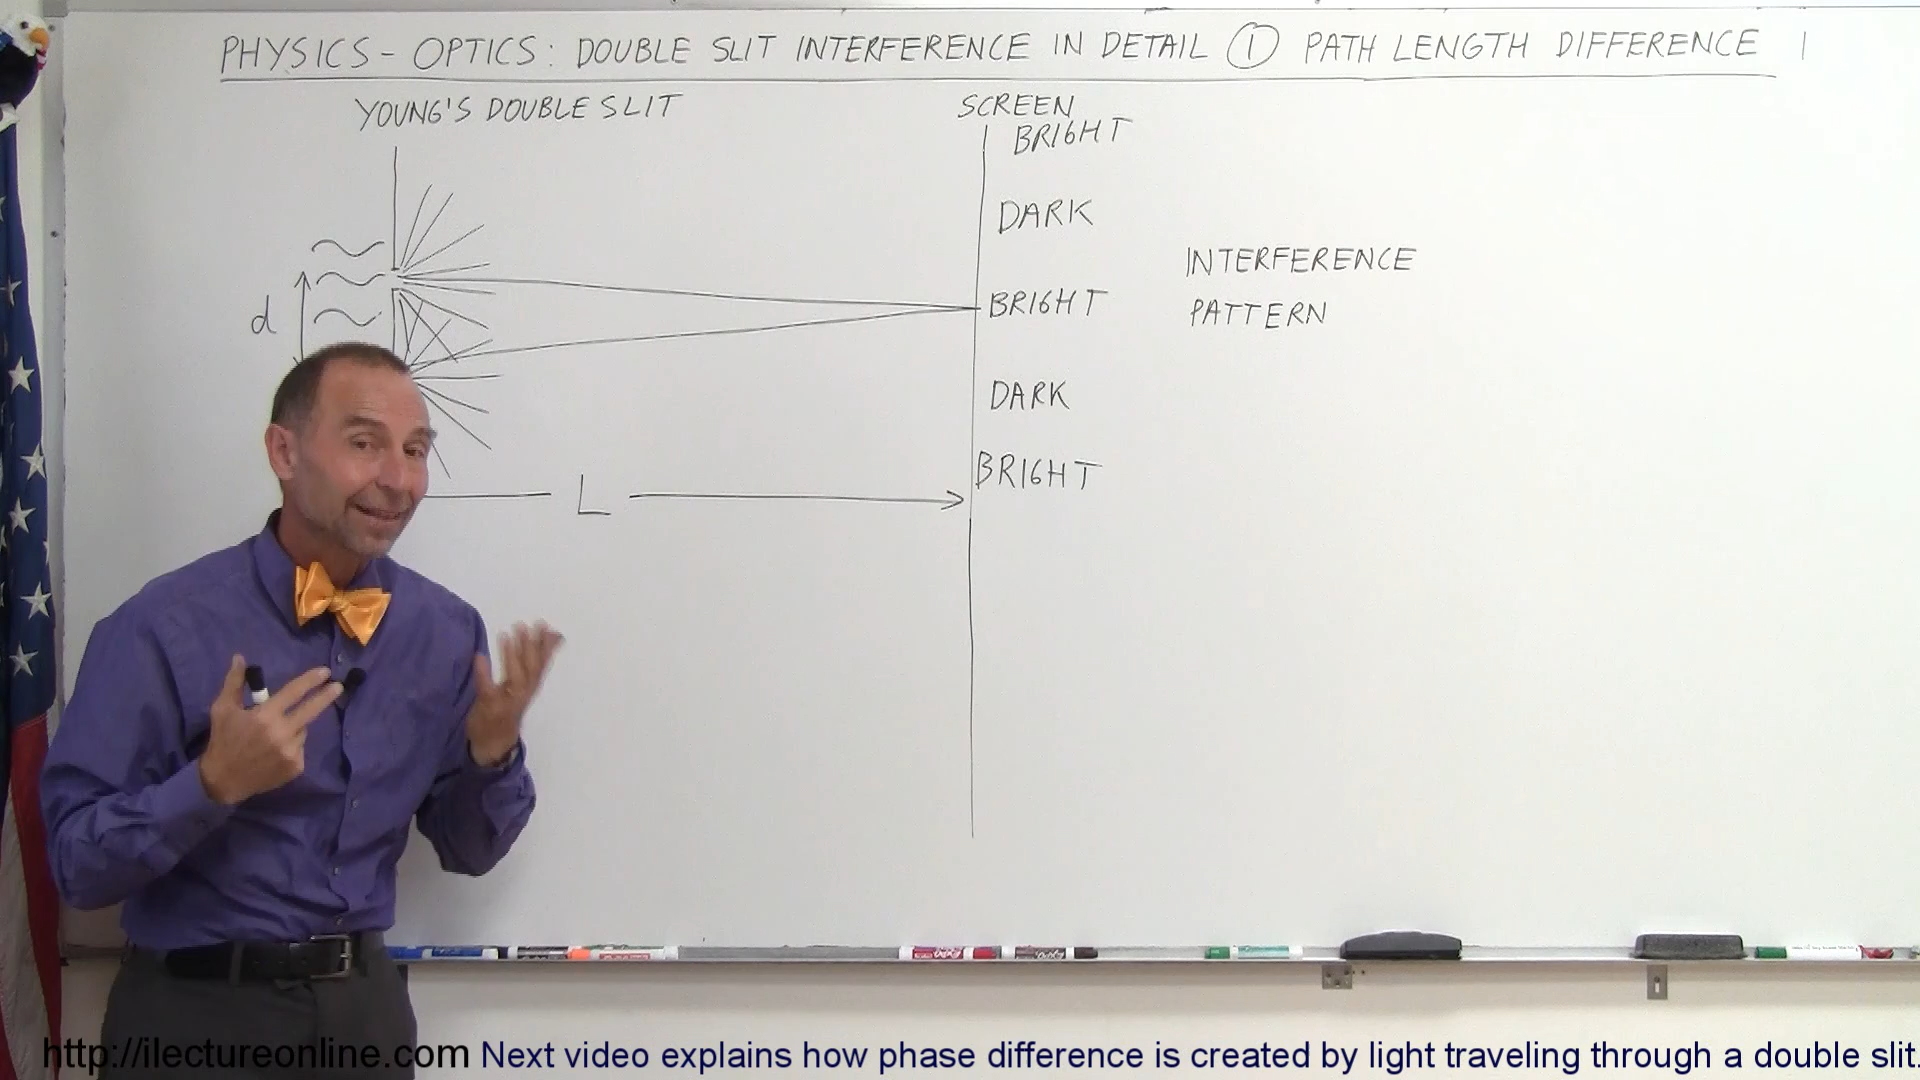 PHYSICS - OPTICS: DOUBLE SLIT INTERFERENCE IN DETAIL ① PATH LENGTH DIFFERENCE 1
YOUNG'S DOUBLE SLIT
SCREEN
BRIGHT
DARK
INTERFERENCE
BRIGHT
PATTERN
d
DARK
BRIGHT
L
http://ilectureonline.com Next video explains how phase difference is created by light traveling through a double slit.